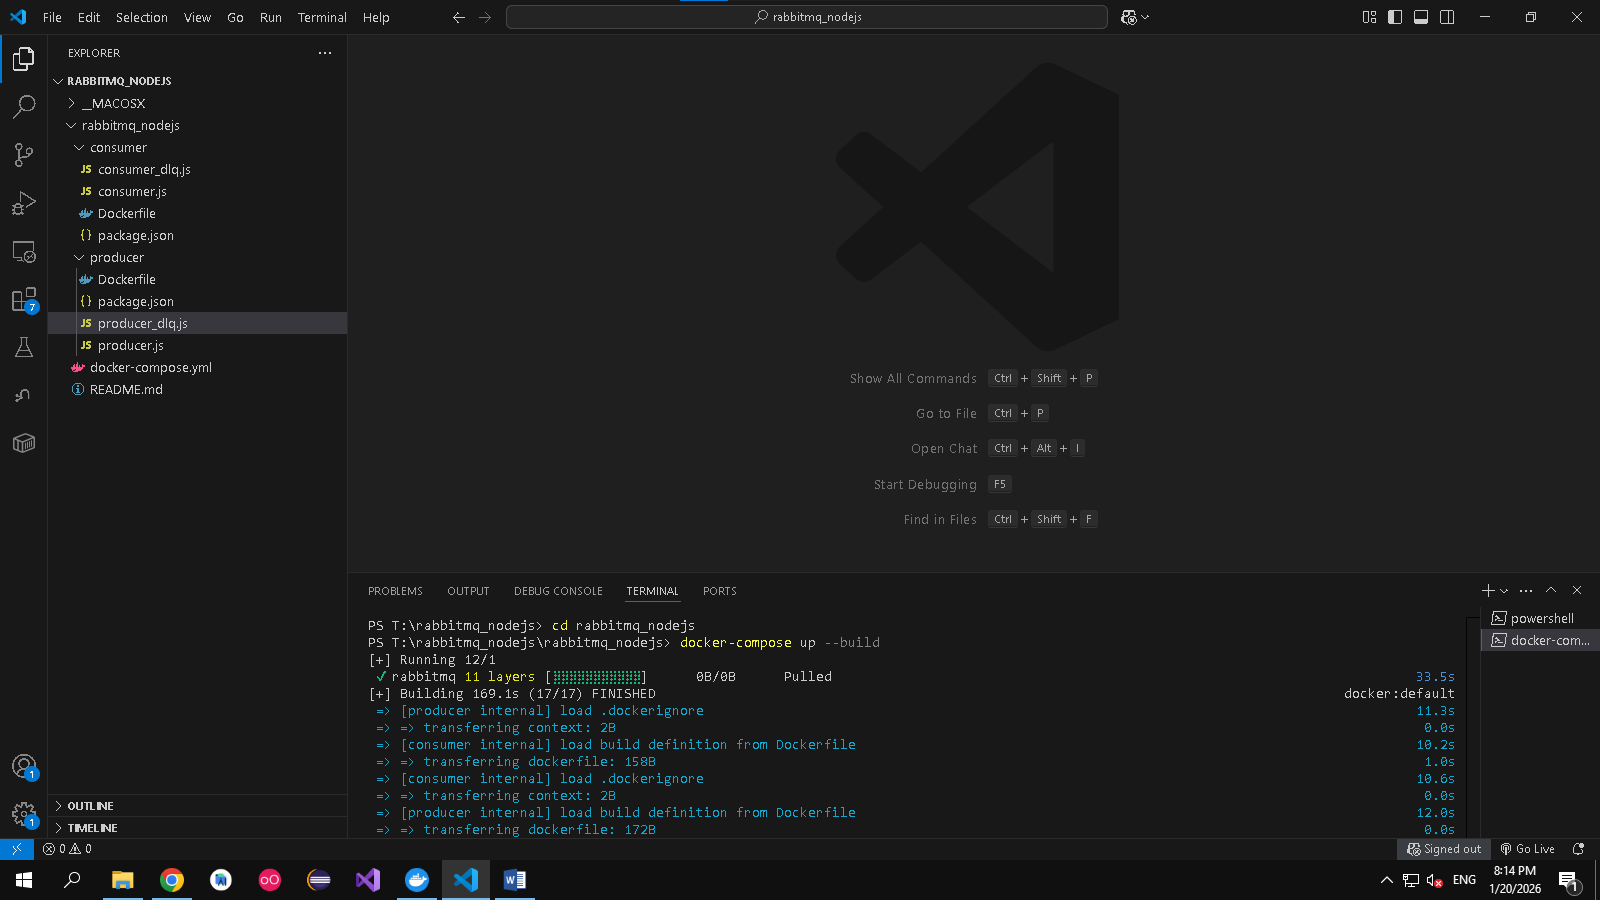 File Edit Selection View Go Run Terminal Help
rabbitmq_nodejs
EXPLORER
RABBITMQ_NODEJS
__MACOSX
rabbitmq_nodejs
consumer
JS consumer_dlq.js
JS consumer.js
Dockerfile
{} package.json
producer
Dockerfile
{} package.json
JS producer_dlq.js
JS producer.js
docker-compose.yml
README.md
7
1
1
OUTLINE
TIMELINE
Show All Commands Ctrl + Shift + P
Go to File Ctrl + P
Open Chat Ctrl + Alt + I
Start Debugging F5
Find in Files Ctrl + Shift + F
PROBLEMS OUTPUT DEBUG CONSOLE TERMINAL PORTS
powershell
docker-com...
PS T:\rabbitmq_nodejs> cd rabbitmq_nodejs
PS T:\rabbitmq_nodejs\rabbitmq_nodejs> docker-compose up --build
[+] Running 12/1
✓ rabbitmq 11 layers [⣿⣿⣿⣿⣿⣿⣿⣿⣿⣿⣿] 0B/0B Pulled 33.5s
[+] Building 169.1s (17/17) FINISHED docker:default
=> [producer internal] load .dockerignore 11.3s
=> => transferring context: 2B 0.0s
=> [consumer internal] load build definition from Dockerfile 10.2s
=> => transferring dockerfile: 158B 1.0s
=> [consumer internal] load .dockerignore 10.6s
=> => transferring context: 2B 0.0s
=> [producer internal] load build definition from Dockerfile 12.0s
=> => transferring dockerfile: 172B 0.0s
0 0
Signed out Go Live
ENG
8:14 PM
1/20/2026
1